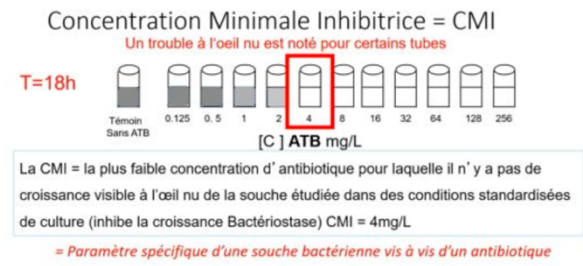 Concentration Minimale Inhibitrice = CMI
Un trouble à l'oeil nu est noté pour certains tubes
T=18h
Témoin
Sans ATB
0.125 0. 5 1 2 4 8 16 32 64 128 256
[C ] ATB mg/L
La CMI = la plus faible concentration d' antibiotique pour laquelle il n' y a pas de
croissance visible à l'œil nu de la souche étudiée dans des conditions standardisées
de culture (inhibe la croissance Bactériostase) CMI = 4mg/L
= Paramètre spécifique d'une souche bactérienne vis à vis d'un antibiotique